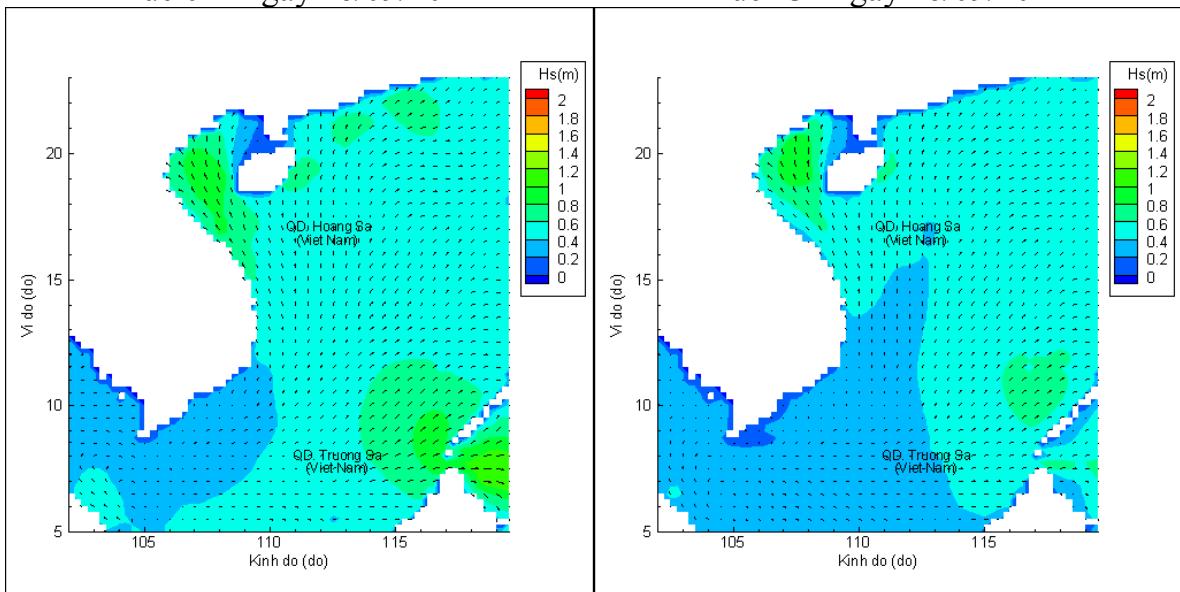 Hs(m)
2
1.8
1.6
1.4
1.2
1
0.8
0.6
0.4
0.2
0
20
15
10
5
Vi do (do)
QD. Hoang Sa
(Viet Nam)
QD. Truong Sa
(Viet Nam)
105
110
115
Kinh do (do)
Hs(m)
2
1.8
1.6
1.4
1.2
1
0.8
0.6
0.4
0.2
0
20
15
10
5
Vi do (do)
QD. Hoang Sa
(Viet Nam)
QD. Truong Sa
(Viet Nam)
105
110
115
Kinh do (do)